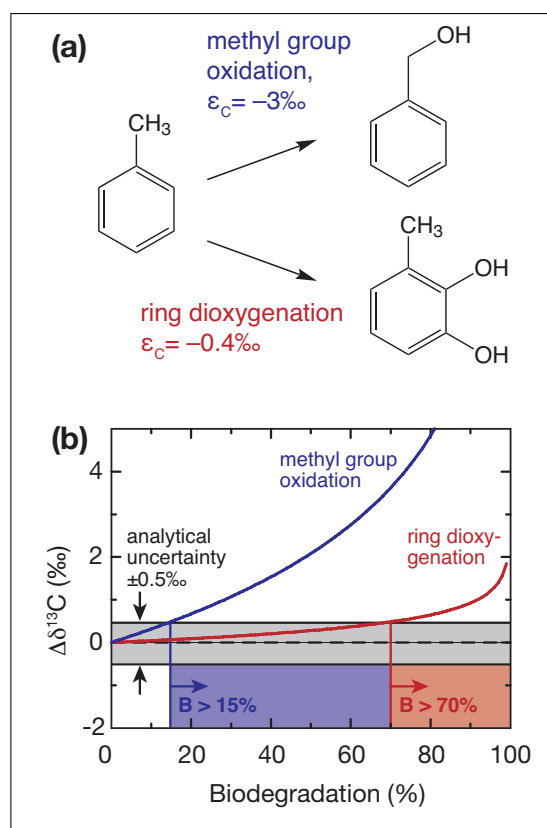 (a)
methyl group
oxidation,
εC= –3‰
OH
CH3
CH3
OH
OH
ring dioxygenation
εC= –0.4‰
(b)
4
2
0
-2
Δδ13C (‰)
methyl group
oxidation
ring dioxy-
genation
analytical
uncertainty
±0.5‰
B > 15%
B > 70%
0 20 40 60 80 100
Biodegradation (%)